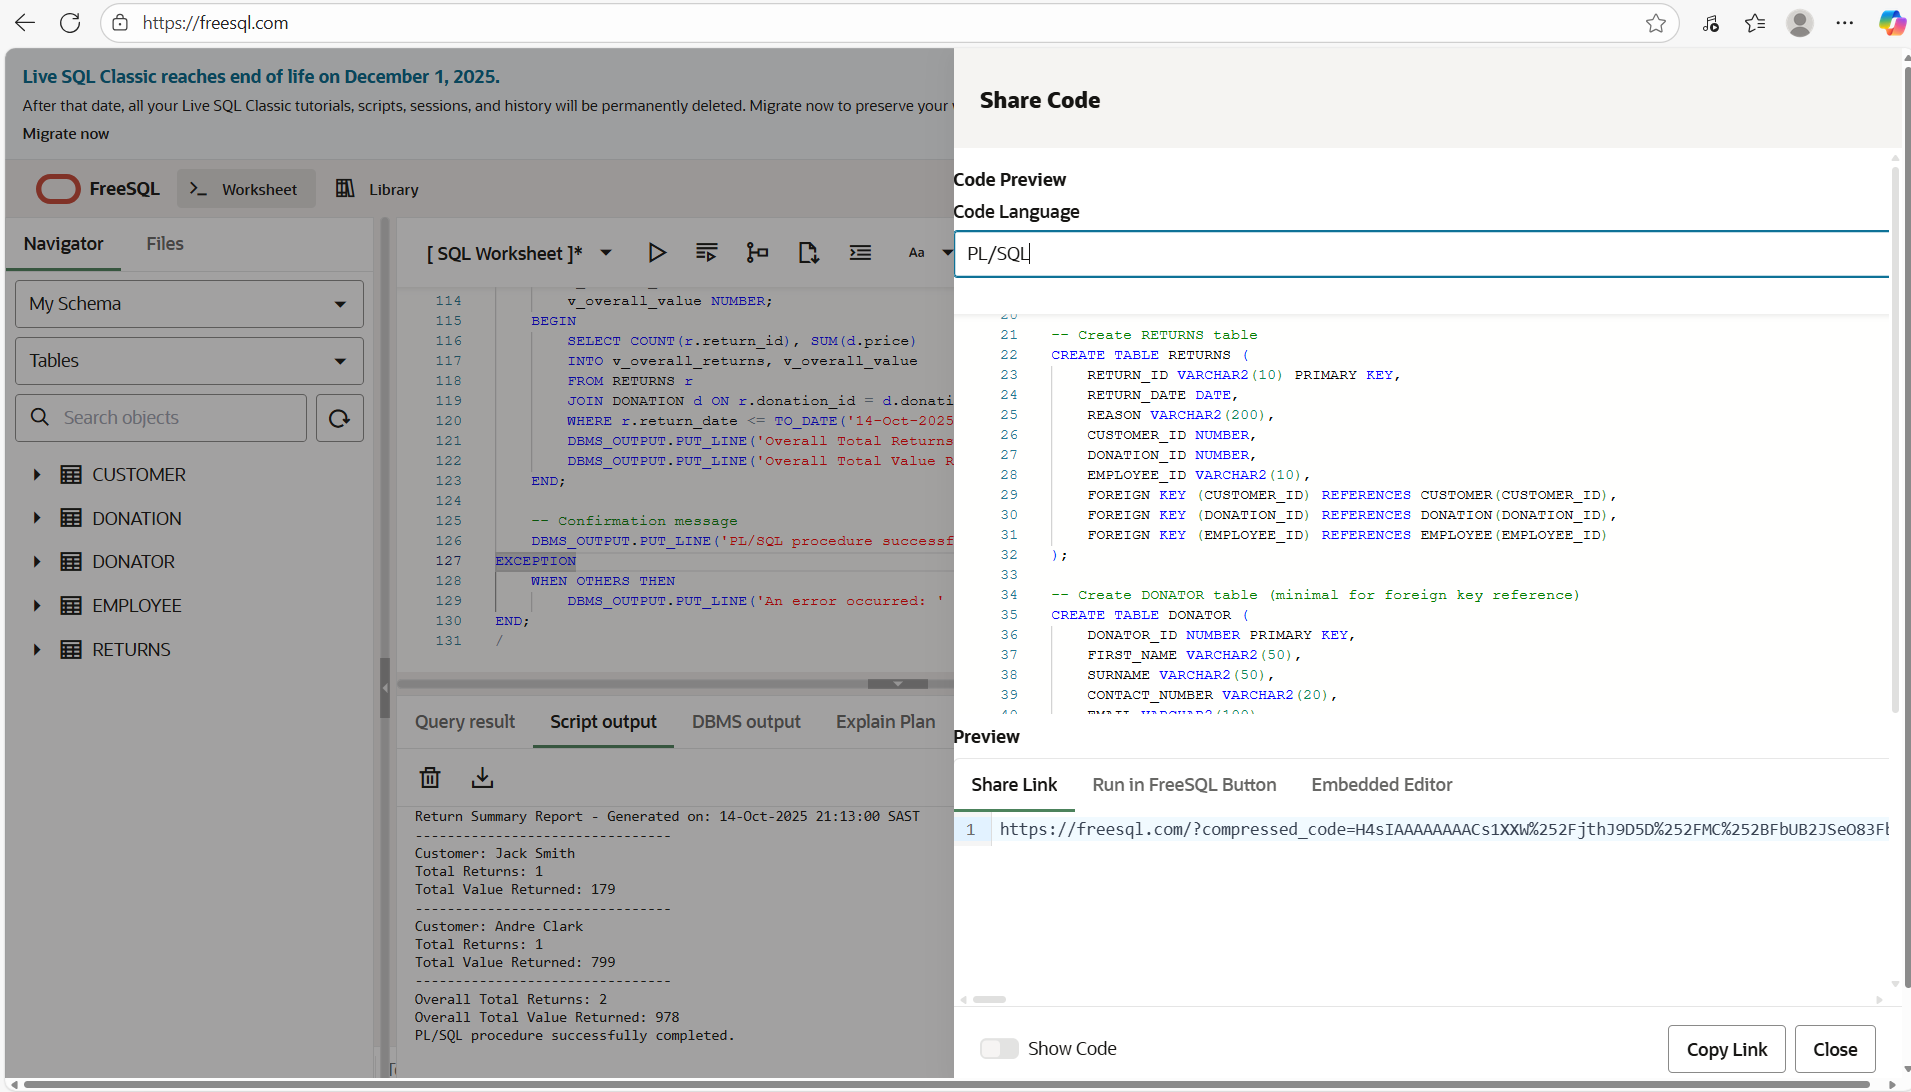 https://freesql.com
Live SQL Classic reaches end of life on December 1, 2025.
After that date, all your Live SQL Classic tutorials, scripts, sessions, and history will be permanently deleted. Migrate now to preserve your
Migrate now
FreeSQL
Worksheet
Library
Navigator
Files
My Schema
Tables
Search objects
CUSTOMER
DONATION
DONATOR
EMPLOYEE
RETURNS
[ SQL Worksheet ]*
Aa
114 v_overall_value NUMBER;
115 BEGIN
116 SELECT COUNT(r.return_id), SUM(d.price)
117 INTO v_overall_returns, v_overall_value
118 FROM RETURNS r
119 JOIN DONATION d ON r.donation_id = d.donati
120 WHERE r.return_date <= TO_DATE('14-Oct-2025
121 DBMS_OUTPUT.PUT_LINE('Overall Total Returns
122 DBMS_OUTPUT.PUT_LINE('Overall Total Value R
123 END;
124
125 -- Confirmation message
126 DBMS_OUTPUT.PUT_LINE('PL/SQL procedure successf
127 EXCEPTION
128 WHEN OTHERS THEN
129 DBMS_OUTPUT.PUT_LINE('An error occurred: '
130 END;
131 /
Query result
Script output
DBMS output
Explain Plan
Return Summary Report - Generated on: 14-Oct-2025 21:13:00 SAST
--------------------------------
Customer: Jack Smith
Total Returns: 1
Total Value Returned: 179
--------------------------------
Customer: Andre Clark
Total Returns: 1
Total Value Returned: 799
--------------------------------
Overall Total Returns: 2
Overall Total Value Returned: 978
PL/SQL procedure successfully completed.
Share Code
Code Preview
Code Language
PL/SQL
20
21 -- Create RETURNS table
22 CREATE TABLE RETURNS (
23 RETURN_ID VARCHAR2(10) PRIMARY KEY,
24 RETURN_DATE DATE,
25 REASON VARCHAR2(200),
26 CUSTOMER_ID NUMBER,
27 DONATION_ID NUMBER,
28 EMPLOYEE_ID VARCHAR2(10),
29 FOREIGN KEY (CUSTOMER_ID) REFERENCES CUSTOMER(CUSTOMER_ID),
30 FOREIGN KEY (DONATION_ID) REFERENCES DONATION(DONATION_ID),
31 FOREIGN KEY (EMPLOYEE_ID) REFERENCES EMPLOYEE(EMPLOYEE_ID)
32 );
33
34 -- Create DONATOR table (minimal for foreign key reference)
35 CREATE TABLE DONATOR (
36 DONATOR_ID NUMBER PRIMARY KEY,
37 FIRST_NAME VARCHAR2(50),
38 SURNAME VARCHAR2(50),
39 CONTACT_NUMBER VARCHAR2(20),
40 EMAIL VARCHAR2(100)
Preview
Share Link
Run in FreeSQL Button
Embedded Editor
1 https://freesql.com/?compressed_code=H4sIAAAAAAAACs1XXW%252FjthJ9D5D%252FMC%252BFbUB2JSeO83Fb
Show Code
Copy Link
Close